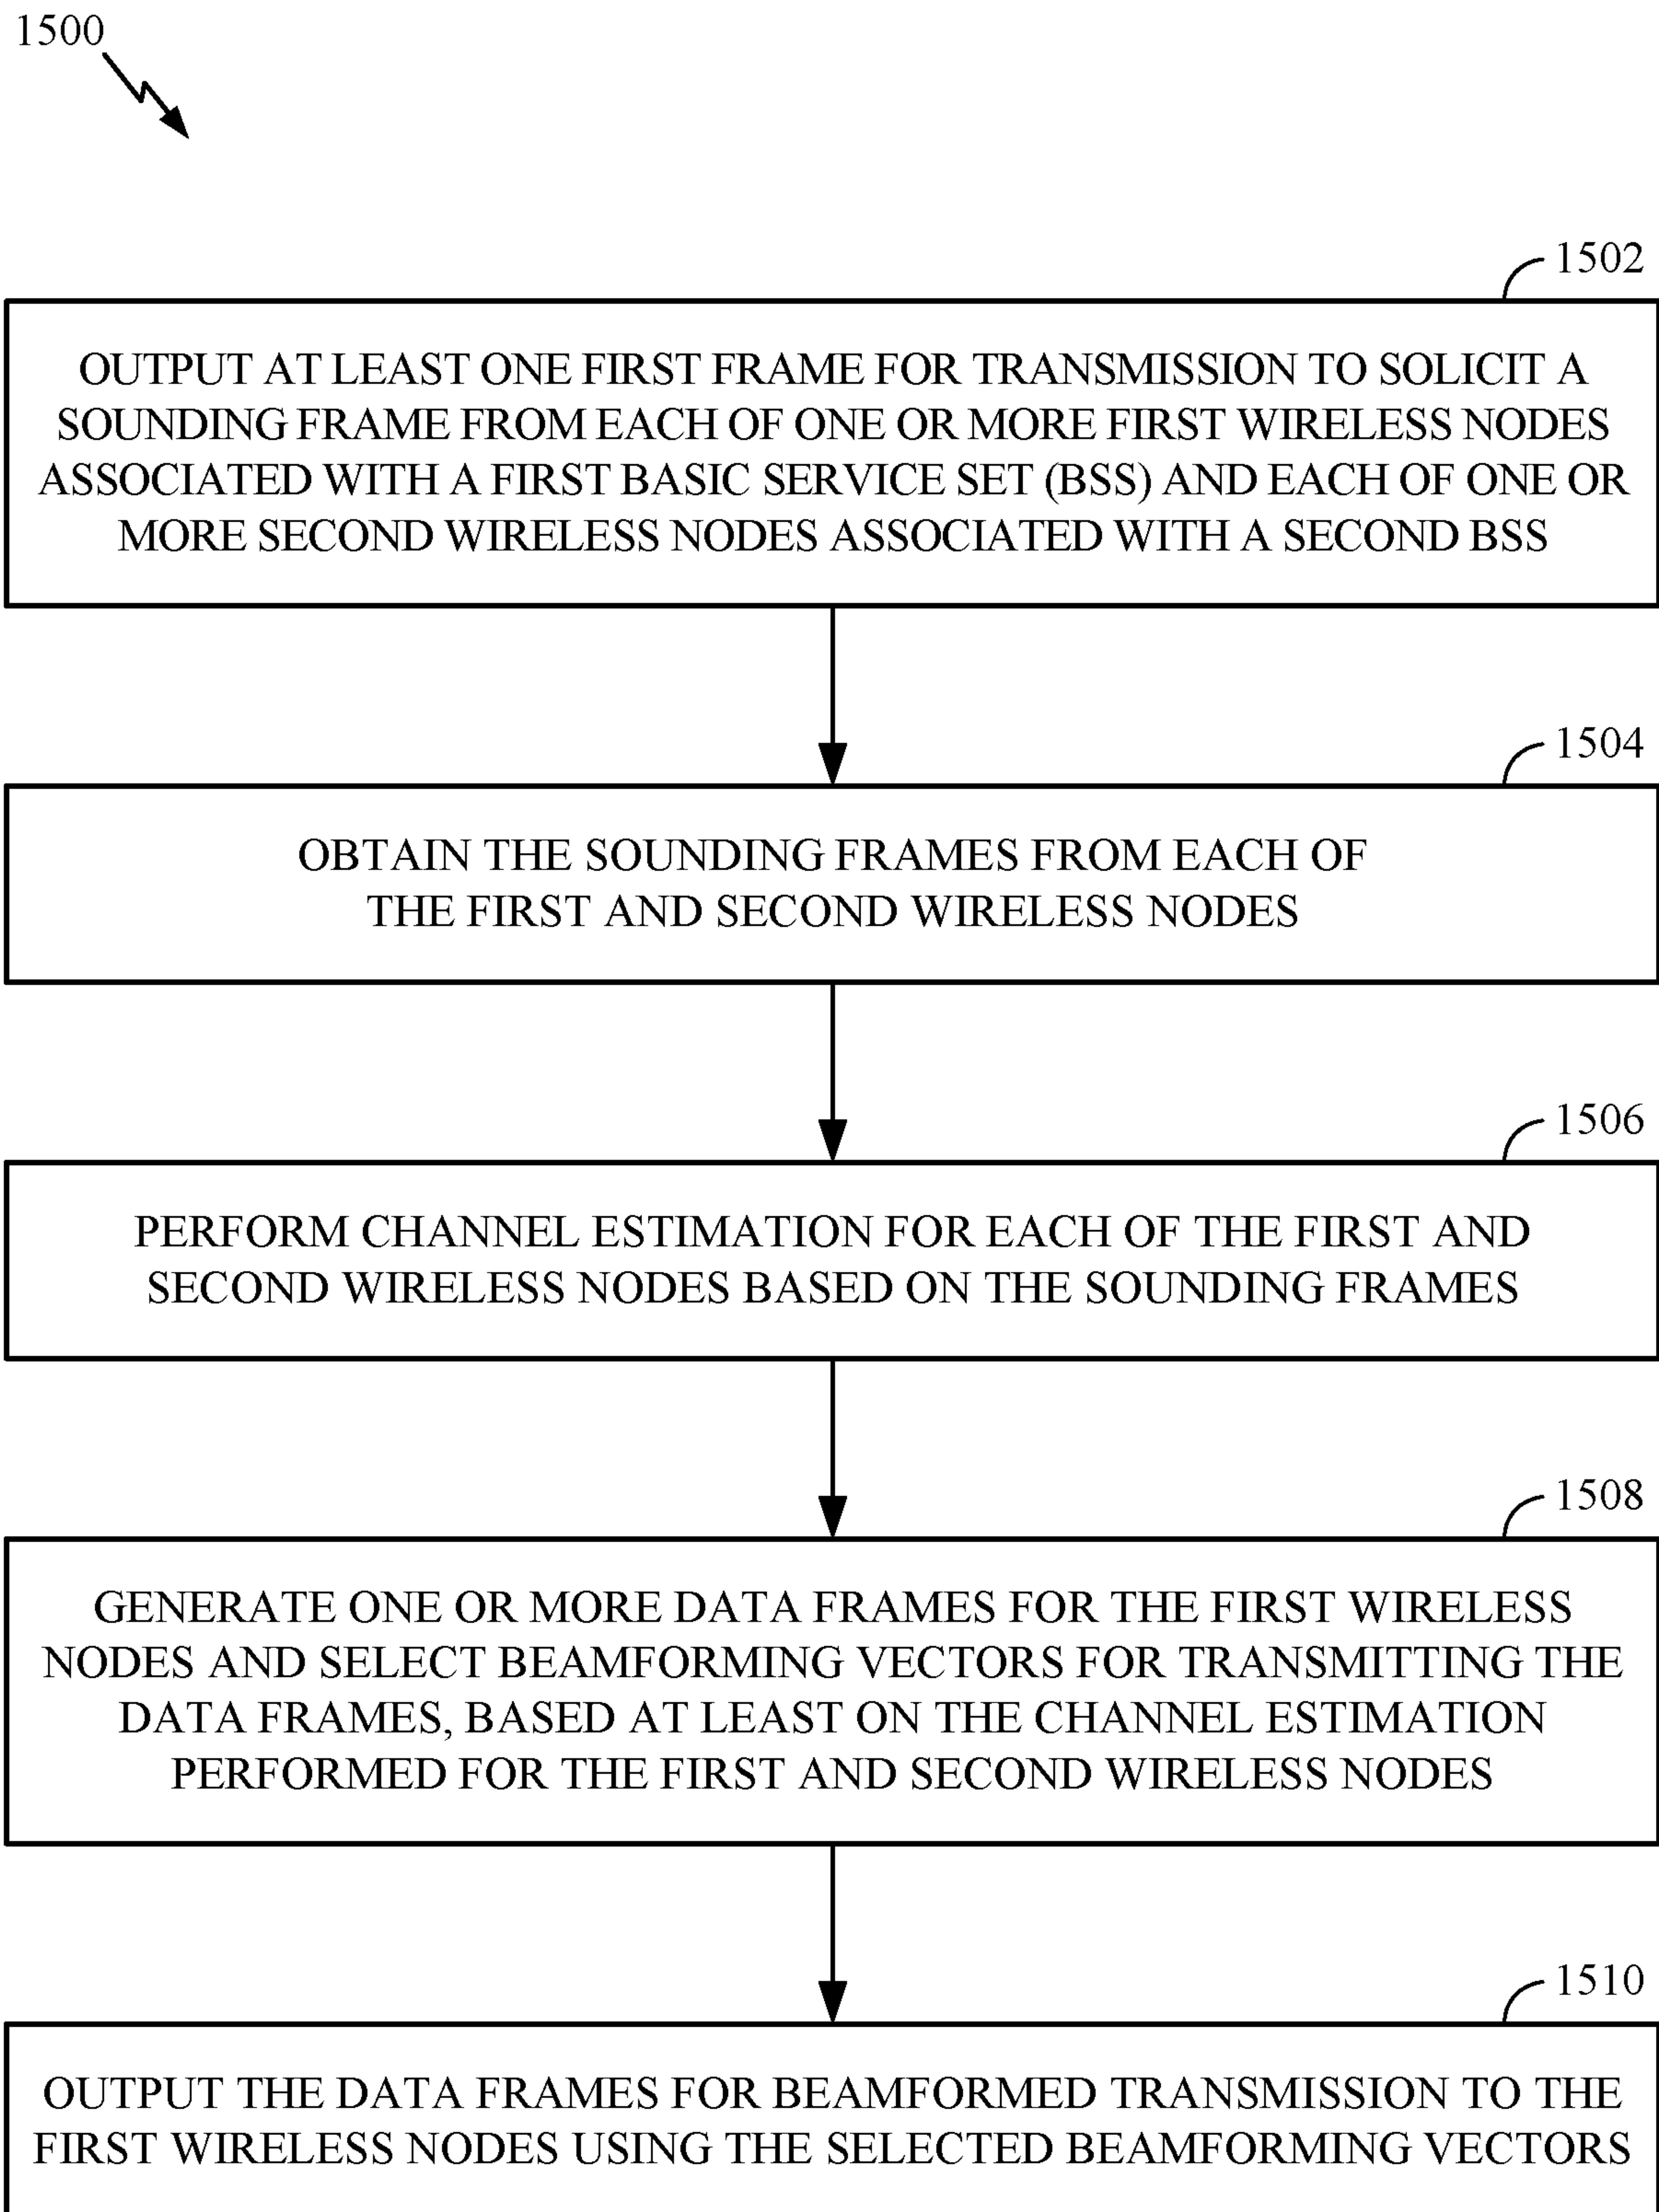 1500
1502
OUTPUT AT LEAST ONE FIRST FRAME FOR TRANSMISSION TO SOLICIT A
SOUNDING FRAME FROM EACH OF ONE OR MORE FIRST WIRELESS NODES
ASSOCIATED WITH A FIRST BASIC SERVICE SET (BSS) AND EACH OF ONE OR
MORE SECOND WIRELESS NODES ASSOCIATED WITH A SECOND BSS
1504
OBTAIN THE SOUNDING FRAMES FROM EACH OF
THE FIRST AND SECOND WIRELESS NODES
1506
PERFORM CHANNEL ESTIMATION FOR EACH OF THE FIRST AND
SECOND WIRELESS NODES BASED ON THE SOUNDING FRAMES
1508
GENERATE ONE OR MORE DATA FRAMES FOR THE FIRST WIRELESS
NODES AND SELECT BEAMFORMING VECTORS FOR TRANSMITTING THE
DATA FRAMES, BASED AT LEAST ON THE CHANNEL ESTIMATION
PERFORMED FOR THE FIRST AND SECOND WIRELESS NODES
1510
OUTPUT THE DATA FRAMES FOR BEAMFORMED TRANSMISSION TO THE
FIRST WIRELESS NODES USING THE SELECTED BEAMFORMING VECTORS